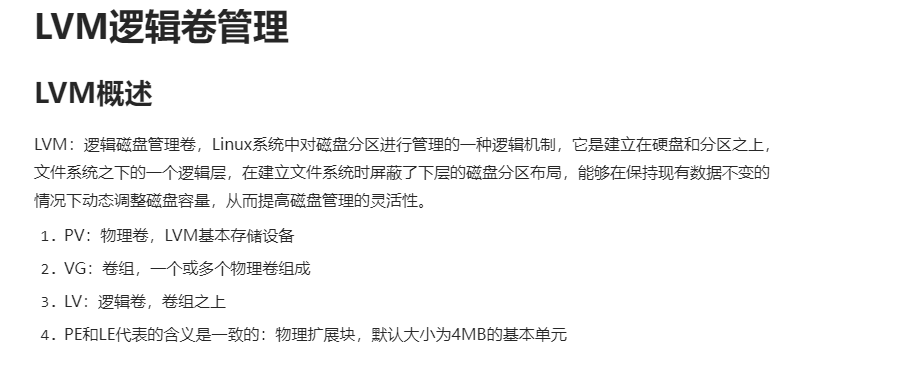 LVM逻辑卷管理
LVM概述
LVM：逻辑磁盘管理卷，Linux系统中对磁盘分区进行管理的一种逻辑机制，它是建立在硬盘和分区之上，
文件系统之下的一个逻辑层，在建立文件系统时屏蔽了下层的磁盘分区布局，能够在保持现有数据不变的
情况下动态调整磁盘容量，从而提高磁盘管理的灵活性。
1. PV：物理卷，LVM基本存储设备
2. VG：卷组，一个或多个物理卷组成
3. LV：逻辑卷，卷组之上
4. PE和LE代表的含义是一致的：物理扩展块，默认大小为4MB的基本单元